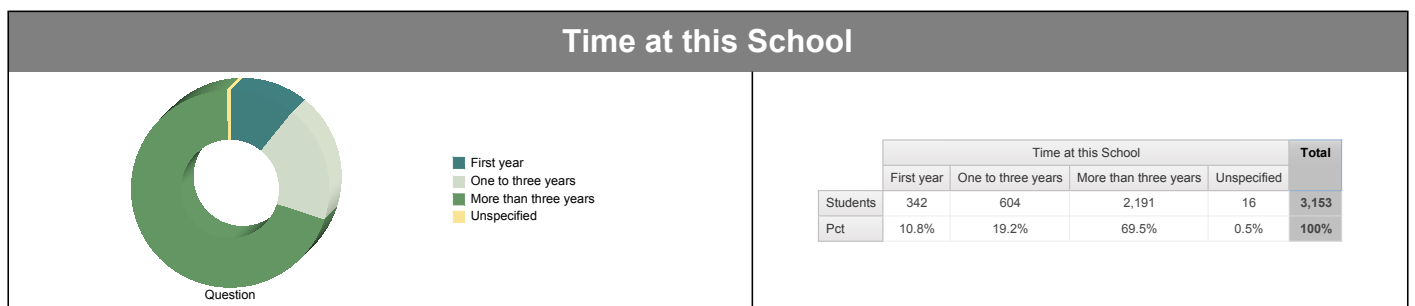 Time at this School
First year
One to three years
More than three years
Unspecified
Question
Time at this School Total
First year One to three years More than three years Unspecified
Students 342 604 2,191 16 3,153
Pct 10.8% 19.2% 69.5% 0.5% 100%